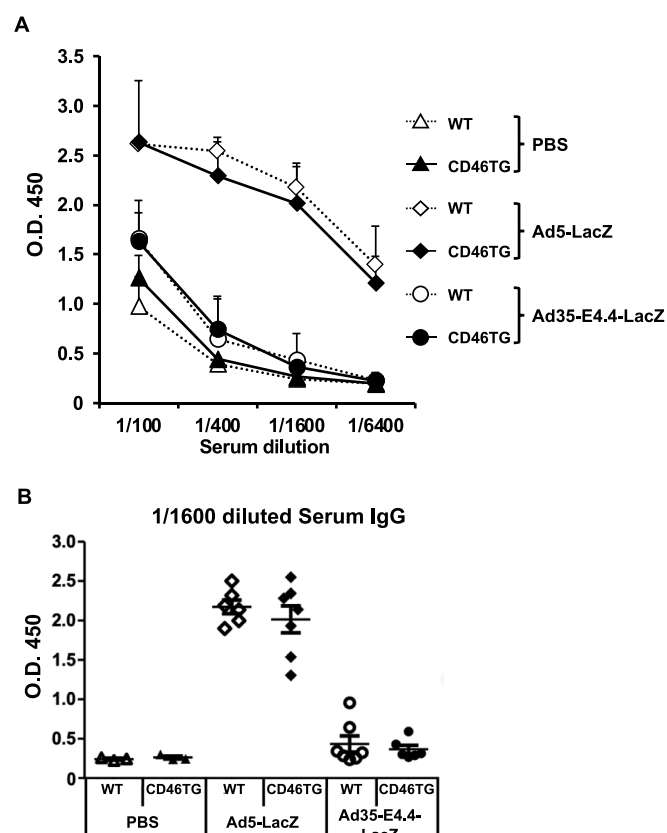 A
3.5
3.0
2.5
2.0
1.5
1.0
0.5
0
O.D. 450
1/100 1/400 1/1600 1/6400
Serum dilution
WT
CD46TG
PBS
WT
CD46TG
Ad5-LacZ
WT
CD46TG
Ad35-E4.4-LacZ
B
1/1600 diluted Serum IgG
3.0
2.5
2.0
1.5
1.0
0.5
0
O.D. 450
WT CD46TG WT CD46TG WT CD46TG
PBS Ad5-LacZ Ad35-E4.4-
LacZ